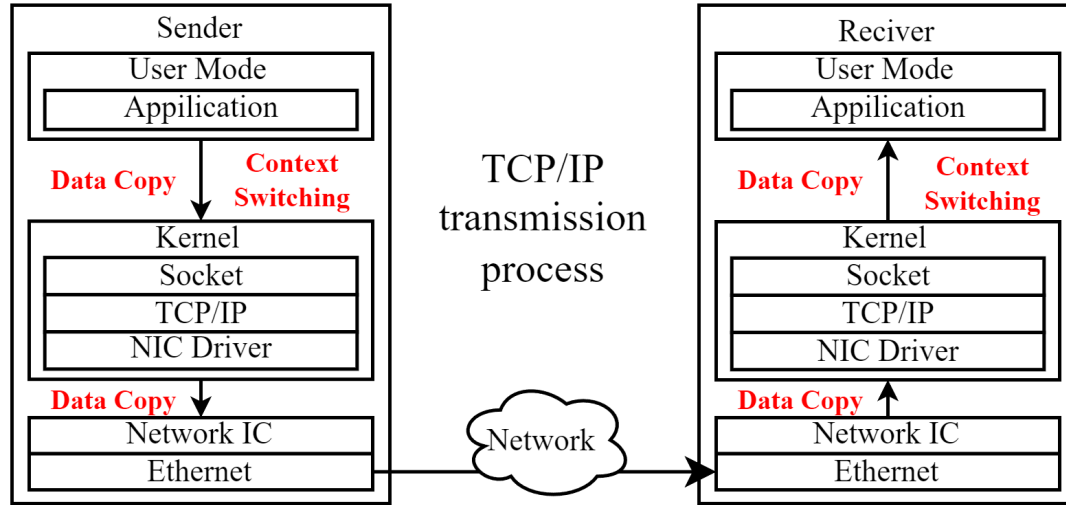 Sender
User Mode
Appilication
Data Copy
Context
Switching
Kernel
Socket
TCP/IP
NIC Driver
Data Copy
Network IC
Ethernet
TCP/IP
transmission
process
Network
Reciver
User Mode
Appilication
Data Copy
Context
Switching
Kernel
Socket
TCP/IP
NIC Driver
Data Copy
Network IC
Ethernet